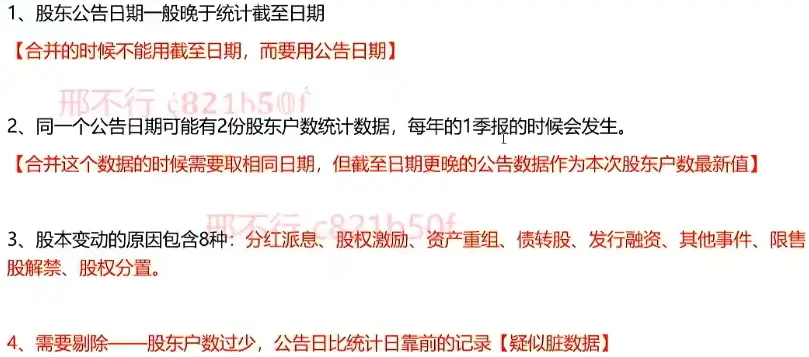 1、股东公告日期一般晚于统计截至日期
【合并的时候不能用截至日期，而要用公告日期】
邢不行 c821b50f
2、同一个公告日期可能有2份股东户数统计数据，每年的1季报的时候会发生。
【合并这个数据的时候需要取相同日期，但截至日期更晚的公告数据作为本次股东户数最新值】
邢不行 c821b50f
3、股本变动的原因包含8种：分红派息、股权激励、资产重组、债转股、发行融资、其他事件、限售
股解禁、股权分置。
4、需要剔除——股东户数过少，公告日比统计日靠前的记录【疑似脏数据】